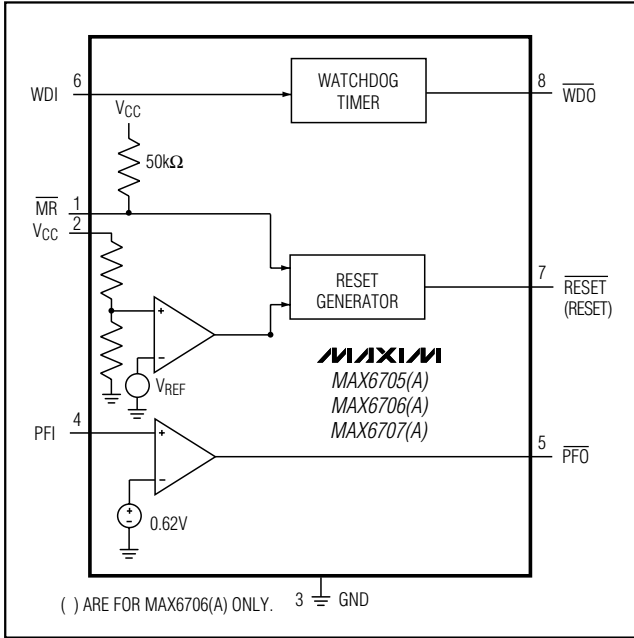 6
WDI
WATCHDOG
TIMER
8
WDO
VCC
50kΩ
MR
1
2
VCC
RESET
GENERATOR
7
RESET
(RESET)
+
−
VREF
MAXIM
MAX6705(A)
MAX6706(A)
MAX6707(A)
4
PFI
+
−
5
PFO
+
−
0.62V
( ) ARE FOR MAX6706(A) ONLY.
3
GND